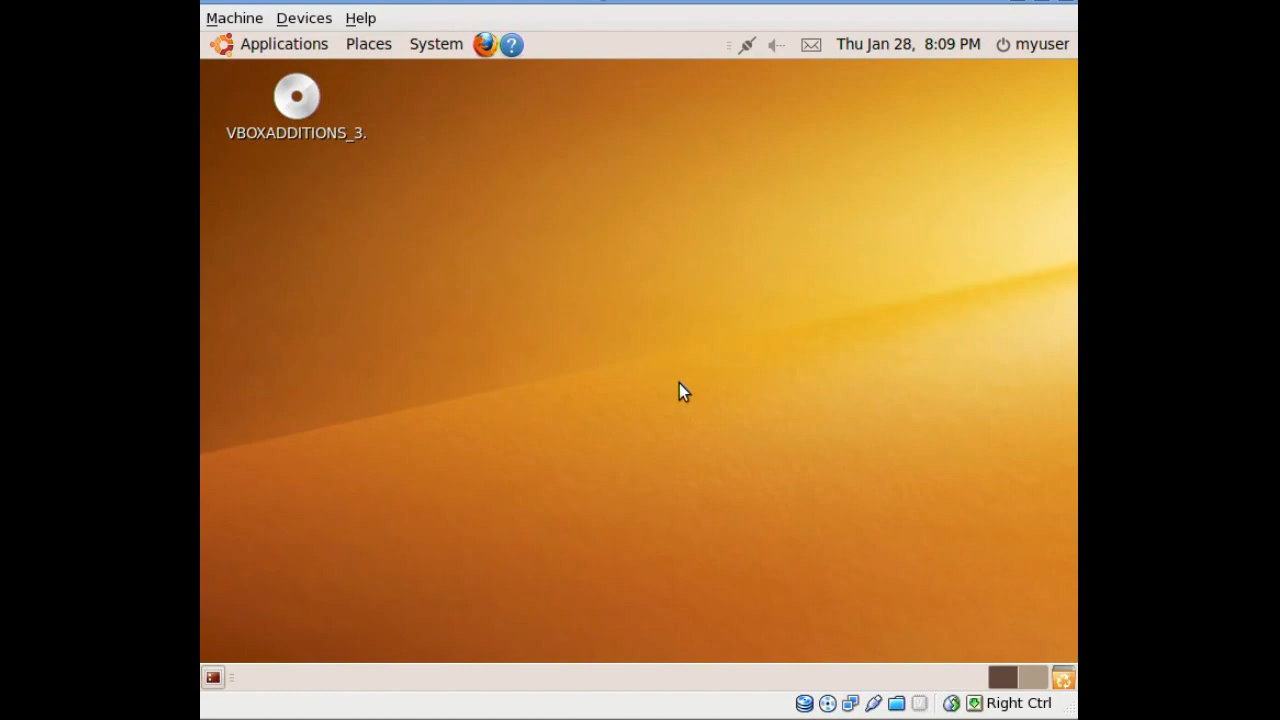 Machine Devices Help
Applications Places System ? Thu Jan 28, 8:09 PM myuser
VBOXADDITIONS_3.
Right Ctrl